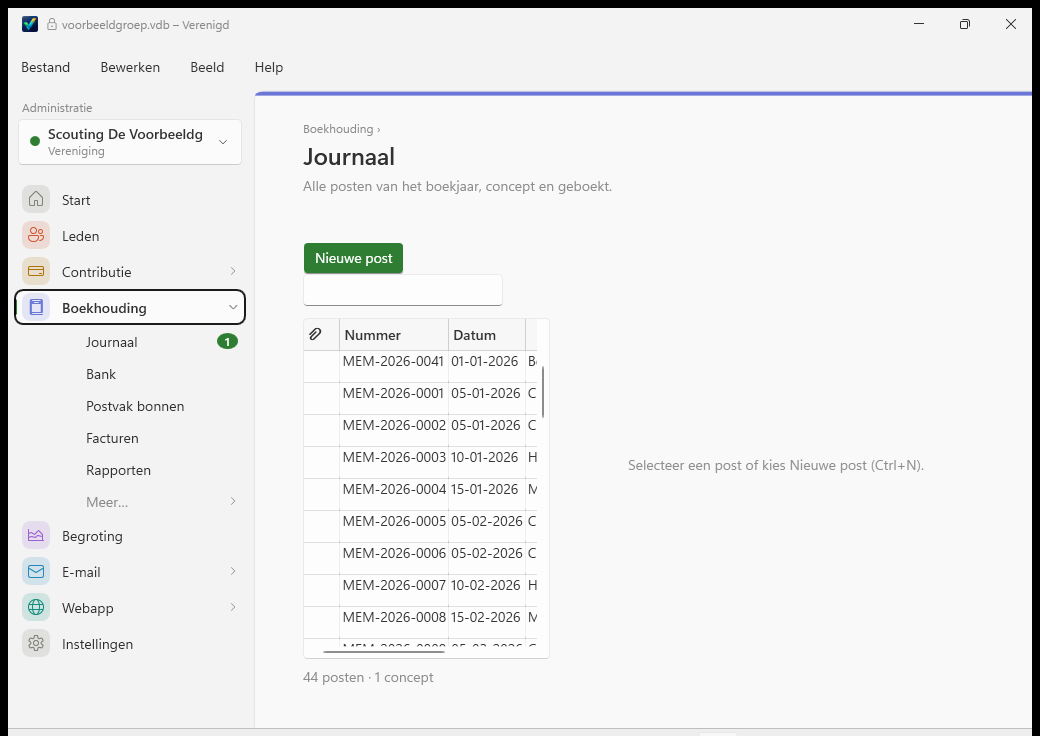 voorbeeldgroep.vdb – Verenigd
Bestand Bewerken Beeld Help
Administratie
Scouting De Voorbeeldg
Vereniging
Start
Leden
Contributie
Boekhouding
Journaal 1
Bank
Postvak bonnen
Facturen
Rapporten
Meer...
Begroting
E-mail
Webapp
Instellingen
Boekhouding ›
Journaal
Alle posten van het boekjaar, concept en geboekt.
Nieuwe post
Nummer Datum
MEM-2026-0041 01-01-2026
MEM-2026-0001 05-01-2026 C
MEM-2026-0002 05-01-2026 C
MEM-2026-0003 10-01-2026 H
MEM-2026-0004 15-01-2026 M
MEM-2026-0005 05-02-2026 C
MEM-2026-0006 05-02-2026 C
MEM-2026-0007 10-02-2026 H
MEM-2026-0008 15-02-2026 M
44 posten · 1 concept
Selecteer een post of kies Nieuwe post (Ctrl+N).